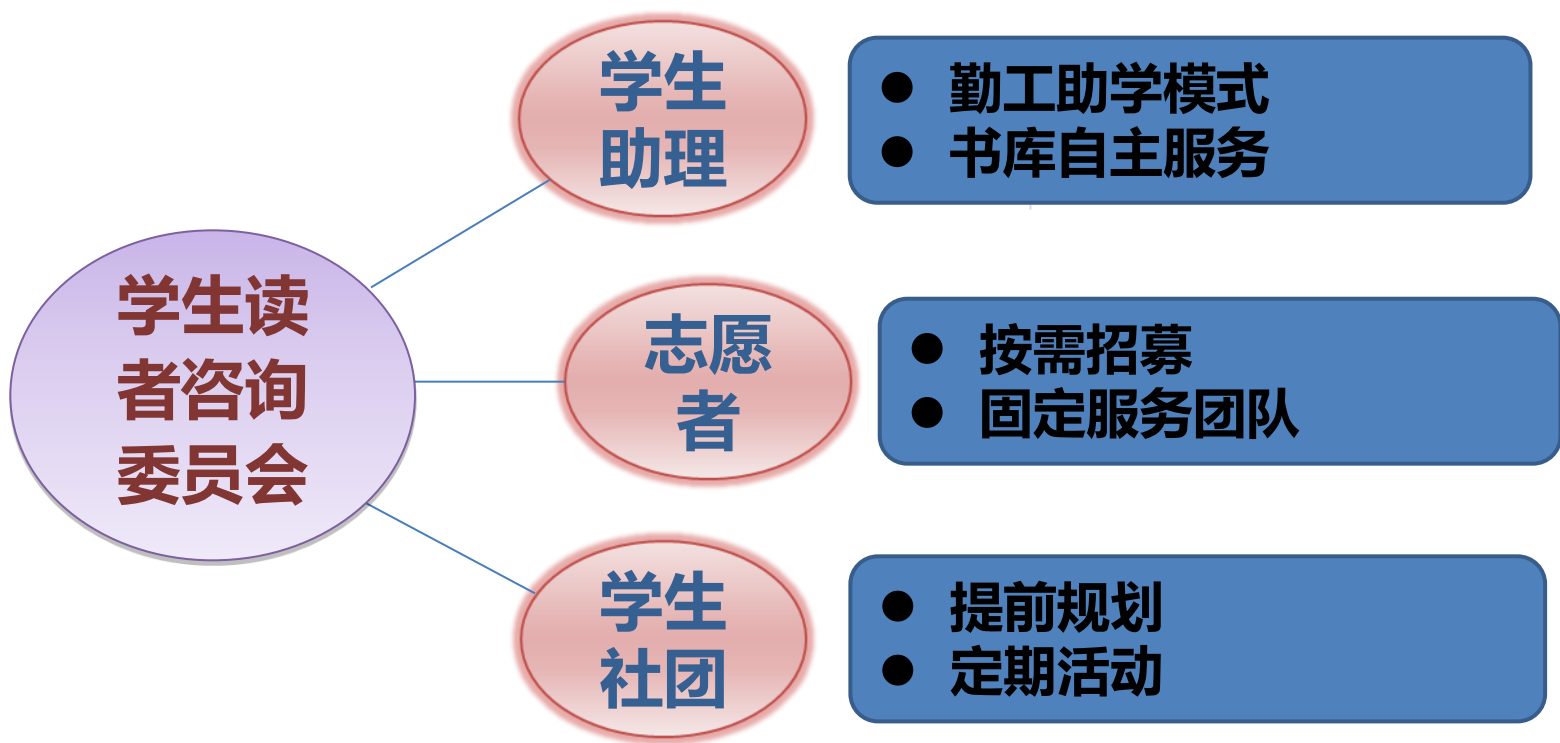 学生读
者咨询
委员会
学生
助理
● 勤工助学模式
● 书库自主服务
志愿
者
● 按需招募
● 固定服务团队
学生
社团
● 提前规划
● 定期活动